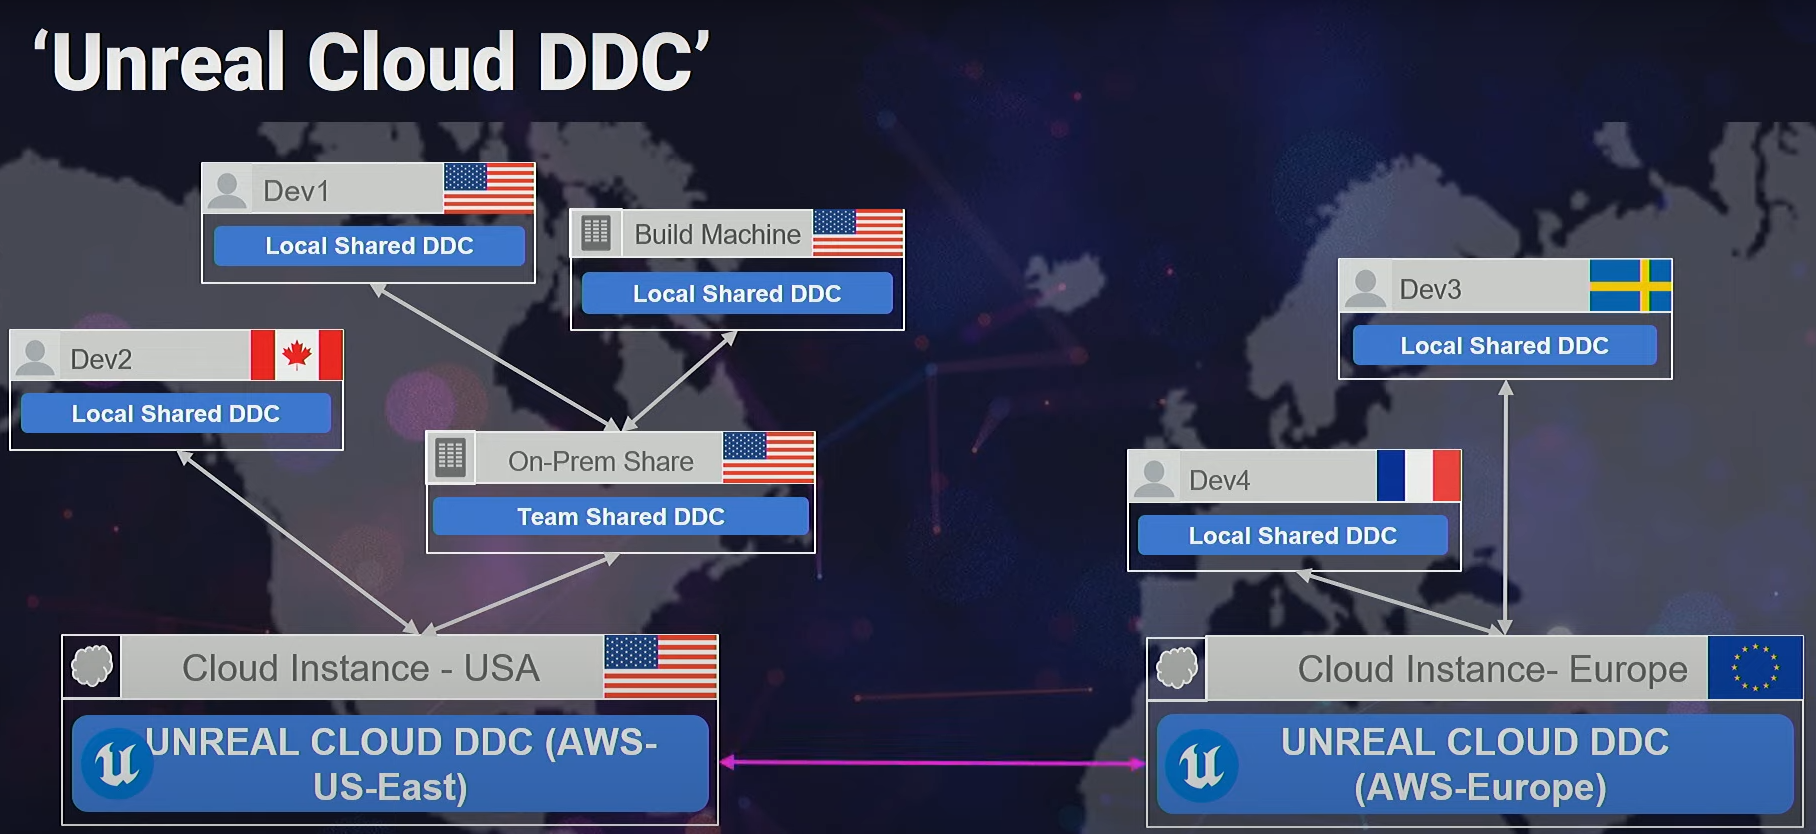 ‘Unreal Cloud DDC’
Dev1
Local Shared DDC
Build Machine
Local Shared DDC
Dev2
Local Shared DDC
On-Prem Share
Team Shared DDC
Dev3
Local Shared DDC
Dev4
Local Shared DDC
Cloud Instance - USA
UNREAL CLOUD DDC (AWS-
US-East)
Cloud Instance- Europe
UNREAL CLOUD DDC
(AWS-Europe)